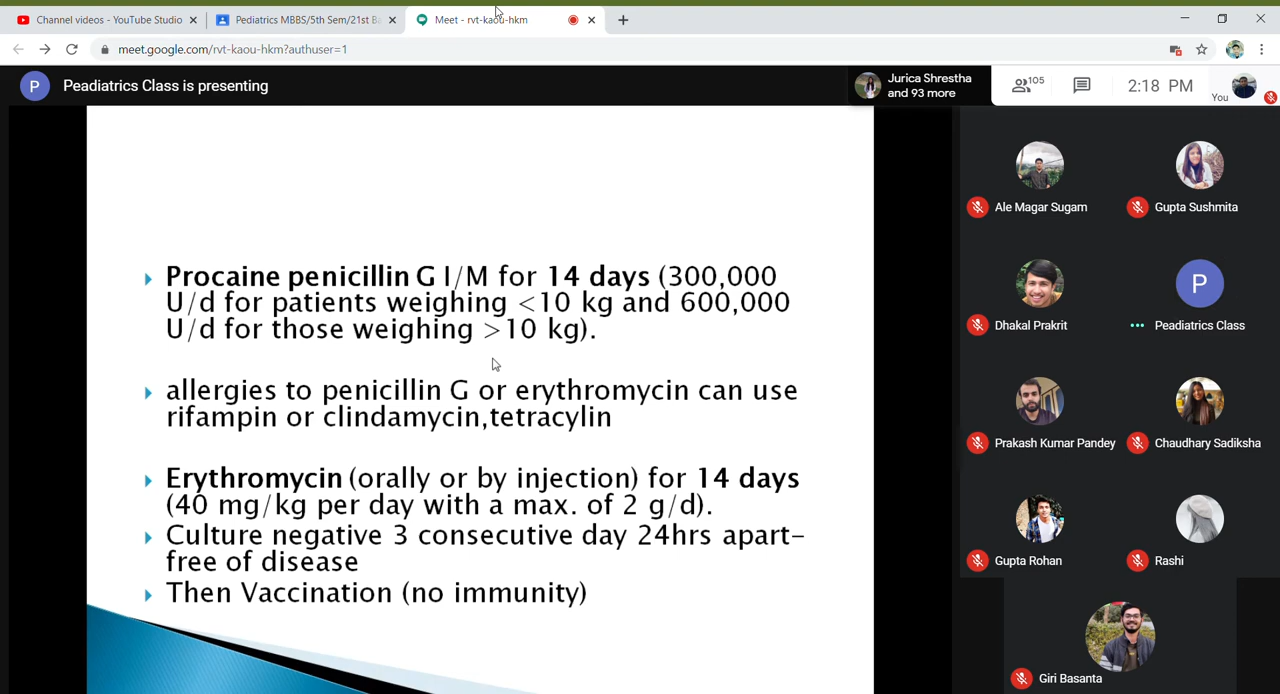 Channel videos - YouTube Studio
Pediatrics MBBS/5th Sem/21st Ba
Meet - rvt-kaou-hkm
meet.google.com/rvt-kaou-hkm?authuser=1
P
Peadiatrics Class is presenting
Jurica Shrestha
and 93 more
105
2:18 PM
You
Procaine penicillin G I/M for 14 days (300,000
U/d for patients weighing <10 kg and 600,000
U/d for those weighing >10 kg).
allergies to penicillin G or erythromycin can use
rifampin or clindamycin,tetracylin
Erythromycin (orally or by injection) for 14 days
(40 mg/kg per day with a max. of 2 g/d).
Culture negative 3 consecutive day 24hrs apart-
free of disease
Then Vaccination (no immunity)
Ale Magar Sugam
Gupta Sushmita
P
Dhakal Prakrit
Peadiatrics Class
Prakash Kumar Pandey
Chaudhary Sadiksha
Gupta Rohan
Rashi
Giri Basanta